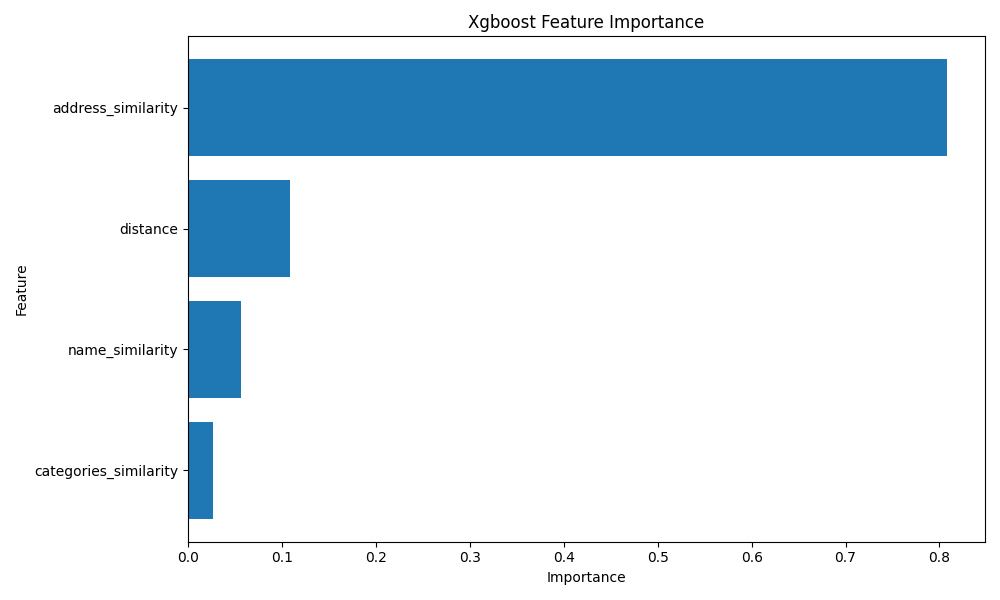 Xgboost Feature Importance
address_similarity
distance
name_similarity
categories_similarity
Feature
0.0 0.1 0.2 0.3 0.4 0.5 0.6 0.7 0.8
Importance